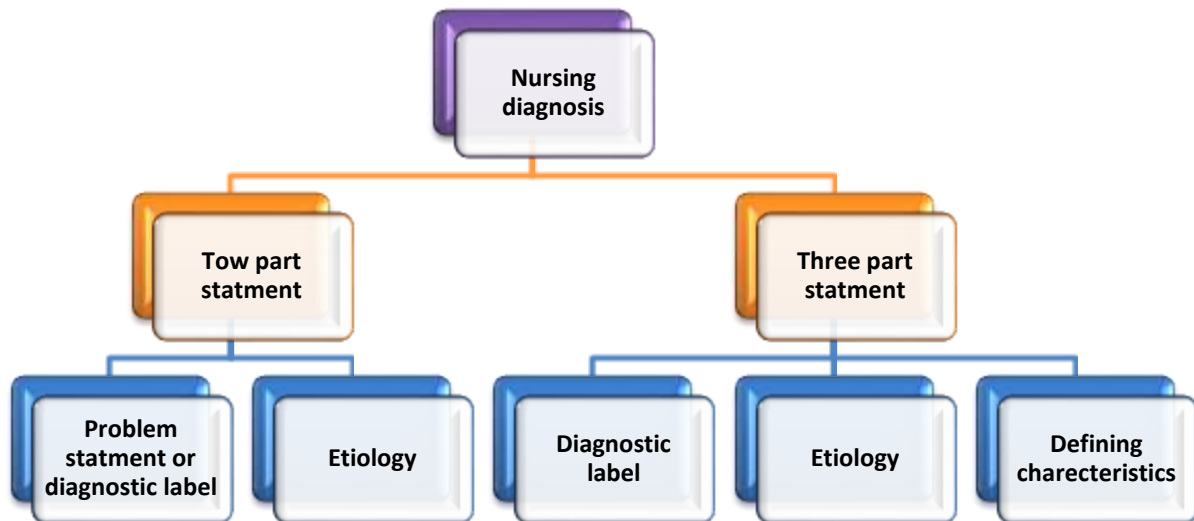 Nursing
diagnosis
Tow part
statment
Three part
statment
Problem
statment or
diagnostic label
Etiology
Diagnostic
label
Etiology
Defining
charecteristics